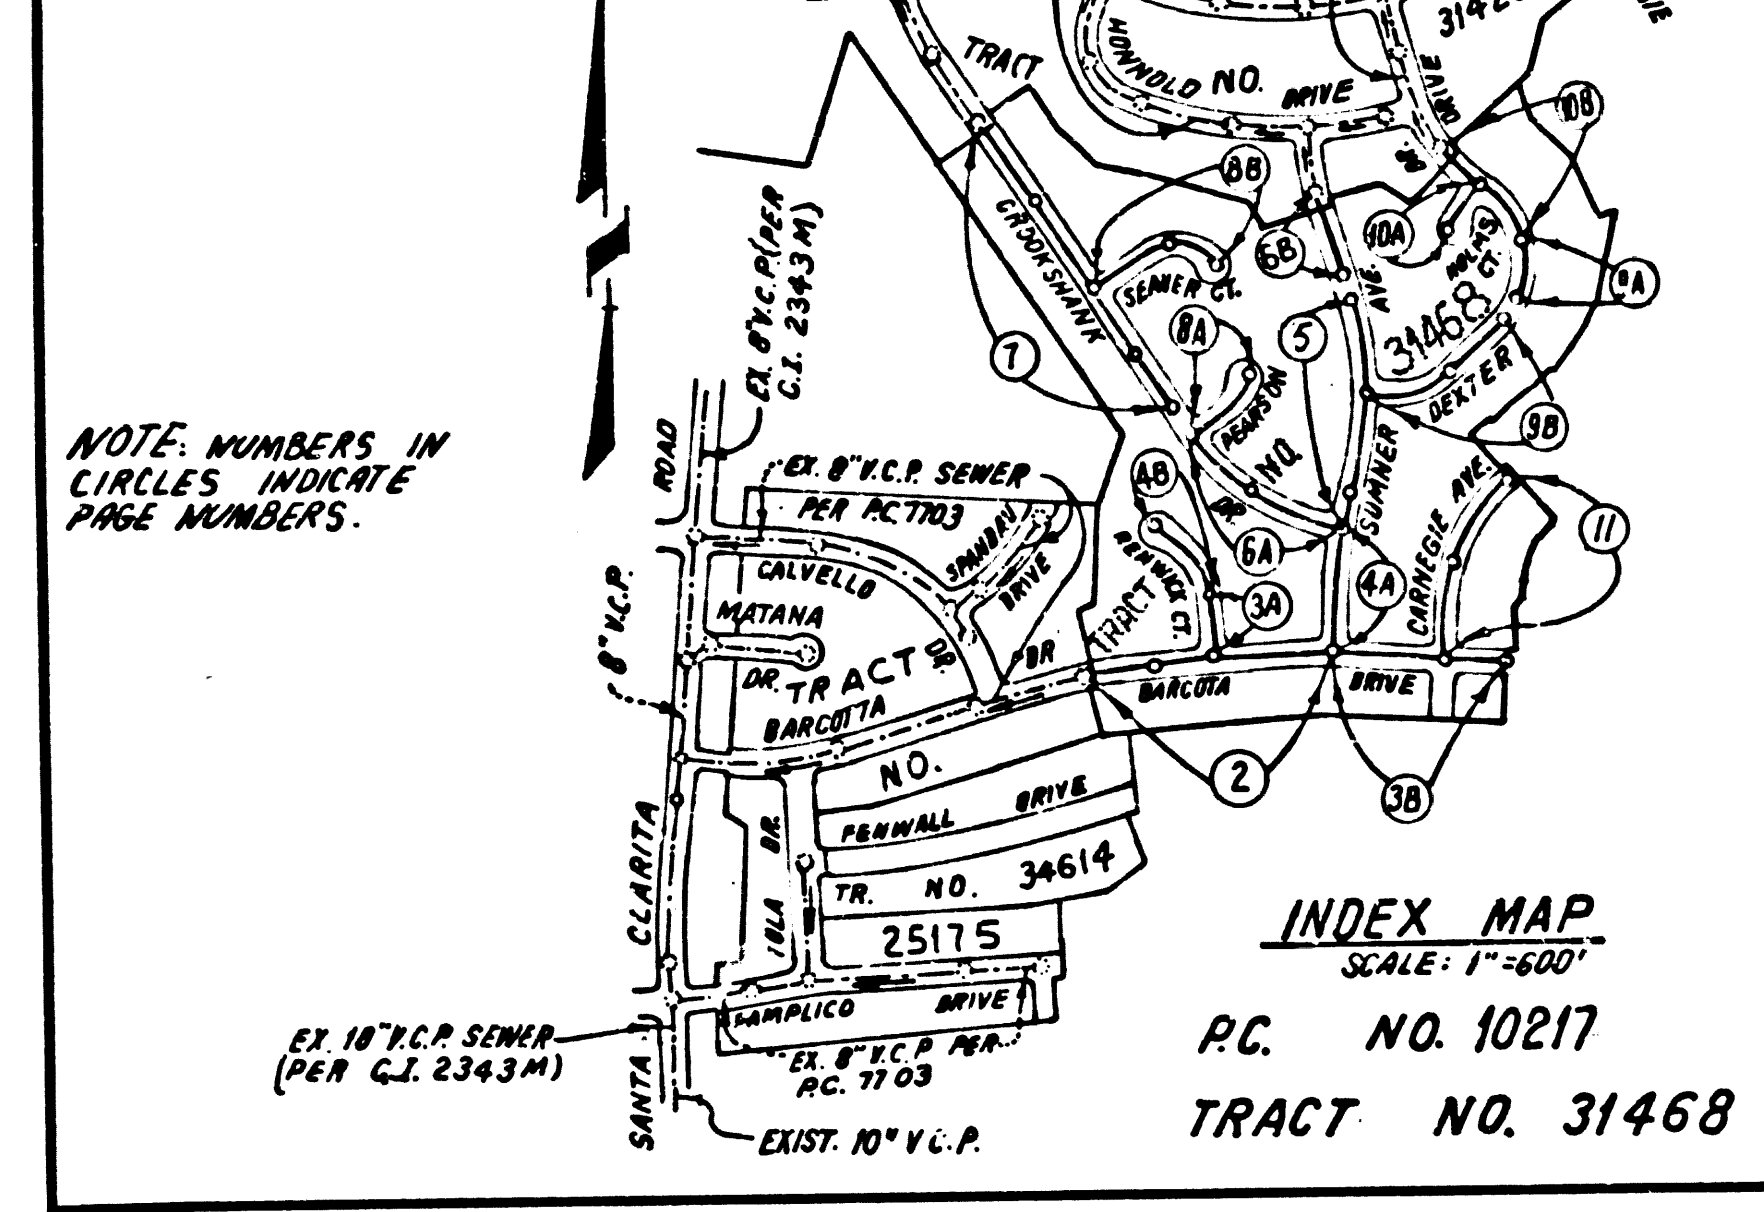 TRACT
HONNOLD NO.
DRIVE
DRIVE
10B
8B
DR.
CROOKSHANK
SEAVER CT.
6B
10A
HOLMS
CT.
9A
AVE.
31468
EX. 8" V.C.P. (PER
C.I. 2343M)
7
8A
5
PEARSON
DEXTER
9B
NOTE: NUMBERS IN
CIRCLES INDICATE
PAGE NUMBERS.
ROAD
EX. 8" V.C.P. SEWER
PER P.C. 7703
4B
NO.
DR.
SUMNER
CARNEGIE AVE.
11
SPANDAU
DRIVE
CALVELLO
DR.
RENWICK CT.
6A
4A
3A
8" V.C.P.
MATANA
DR.
TRACT
DR
TRACT
BARCOTTA
BARCOTA DRIVE
NO.
2
3B
FENWALL DRIVE
CLARITA
IOLA DR.
TR. NO. 34614
25175
INDEX MAP
SCALE: 1"=600'
DRIVE
P.C. NO. 10217
EX. 10" V.C.P. SEWER
(PER C.I. 2343M)
EX. 8" V.C.P PER
P.C. 7703
SANTA
EXIST. 10" V.C.P.
TRACT NO. 31468